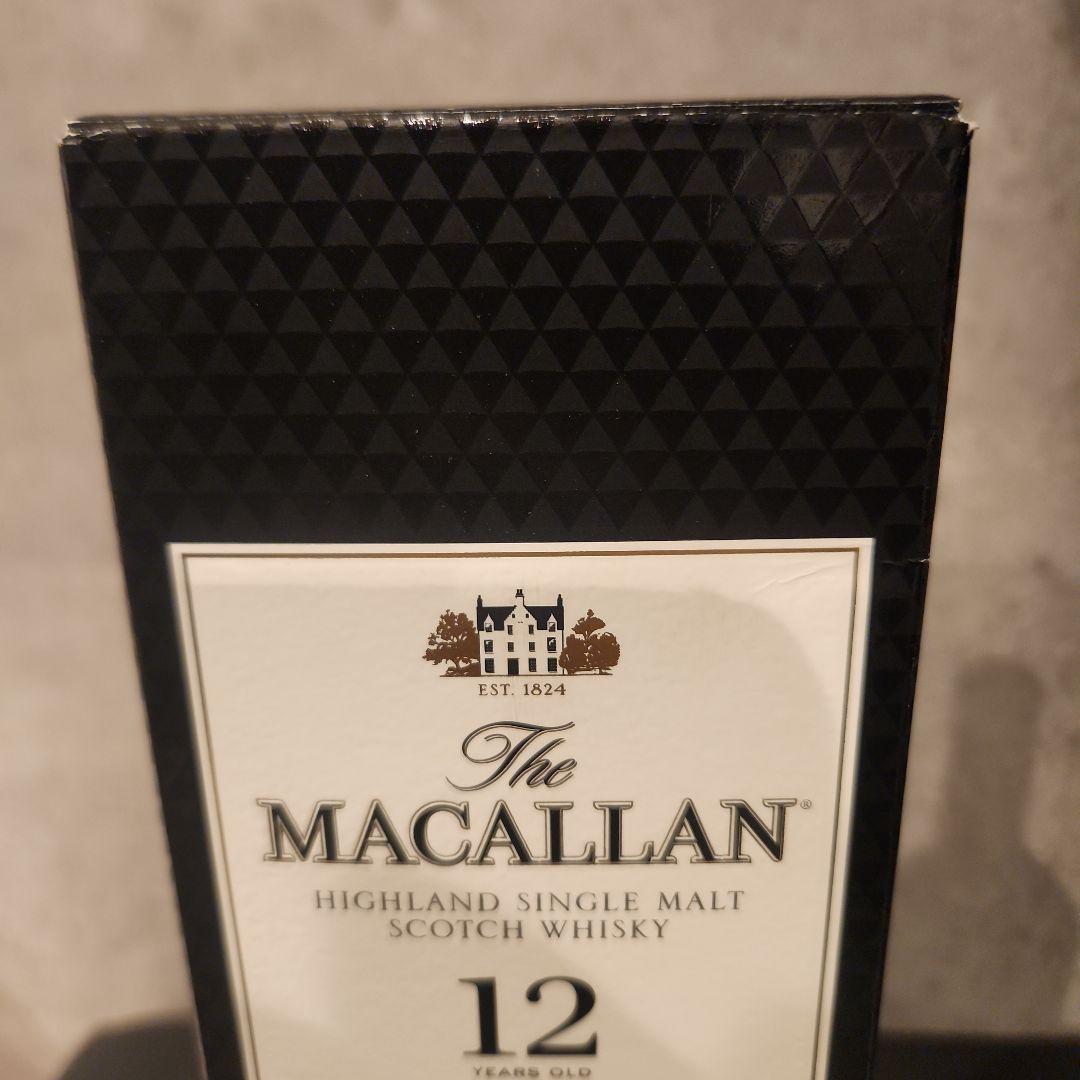 EST. 1824
The
MACALLAN®
HIGHLAND SINGLE MALT
SCOTCH WHISKY
12
YEARS OLD